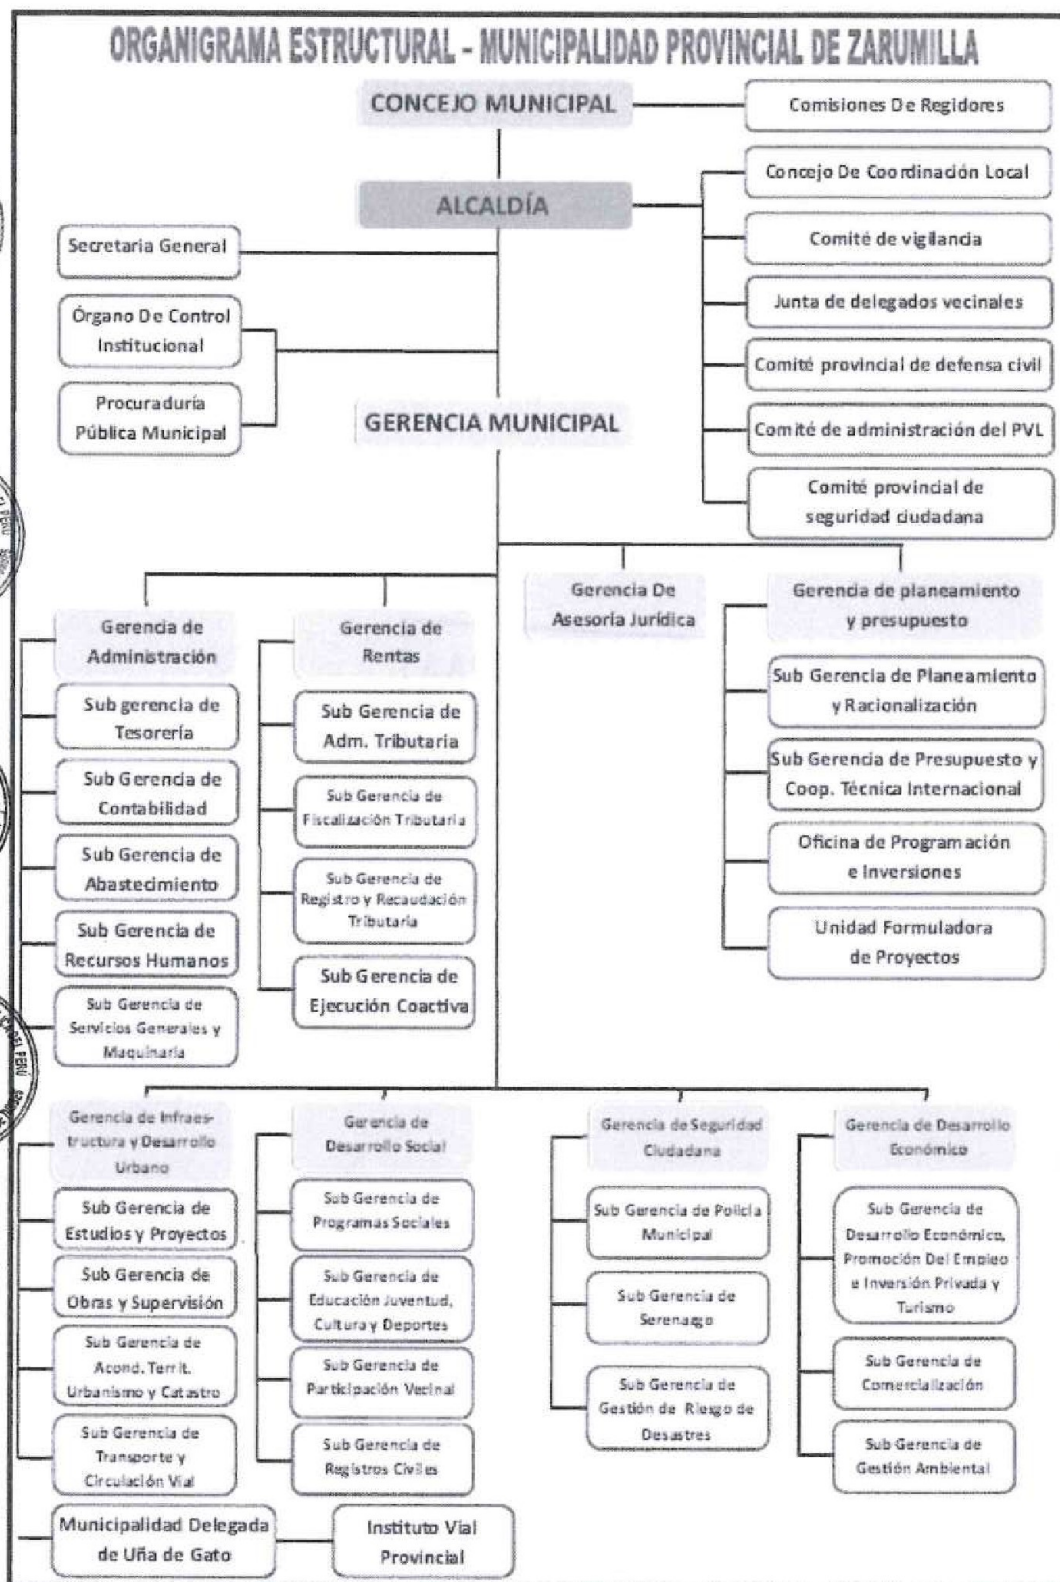 ORGANIGRAMA ESTRUCTURAL - MUNICIPALIDAD PROVINCIAL DE ZARUMILLA
CONCEJO MUNICIPAL
Comisiones De Regidores
ALCALDÍA
Concejo De Coordinación Local
Comité de vigilancia
Junta de delegados vecinales
Comité provincial de defensa civil
Comité de administración del PVL
Comité provincial de
seguridad ciudadana
Secretaria General
Órgano De Control
Institucional
Procuraduría
Pública Municipal
GERENCIA MUNICIPAL
Gerencia De
Asesoría Jurídica
Gerencia de planeamiento
y presupuesto
Sub Gerencia de Planeamiento
y Racionalización
Sub Gerencia de Presupuesto y
Coop. Técnica Internacional
Oficina de Programación
e Inversiones
Unidad Formuladora
de Proyectos
Gerencia de
Administración
Sub gerencia de
Tesorería
Sub Gerencia de
Contabilidad
Sub Gerencia de
Abastecimiento
Sub Gerencia de
Recursos Humanos
Sub Gerencia de
Servicios Generales y
Maquinaria
Gerencia de
Rentas
Sub Gerencia de
Adm. Tributaria
Sub Gerencia de
Fiscalización Tributaria
Sub Gerencia de
Registro y Recaudación
Tributaria
Sub Gerencia de
Ejecución Coactiva
Gerencia de Infraes-
tructura y Desarrollo
Urbano
Sub Gerencia de
Estudios y Proyectos
Sub Gerencia de
Obras y Supervisión
Sub Gerencia de
Acond. Territ.
Urbanismo y Catastro
Sub Gerencia de
Transporte y
Circulación Vial
Municipalidad Delegada
de Uña de Gato
Instituto Vial
Provincial
Gerencia de
Desarrollo Social
Sub Gerencia de
Programas Sociales
Sub Gerencia de
Educación Juventud,
Cultura y Deportes
Sub Gerencia de
Participación Vecinal
Sub Gerencia de
Registros Civiles
Gerencia de Seguridad
Ciudadana
Sub Gerencia de Policía
Municipal
Sub Gerencia de
Serenazgo
Sub Gerencia de
Gestión de Riesgo de
Desastres
Gerencia de Desarrollo
Económico
Sub Gerencia de
Desarrollo Económico,
Promoción Del Empleo
e Inversión Privada y
Turismo
Sub Gerencia de
Comercialización
Sub Gerencia de
Gestión Ambiental